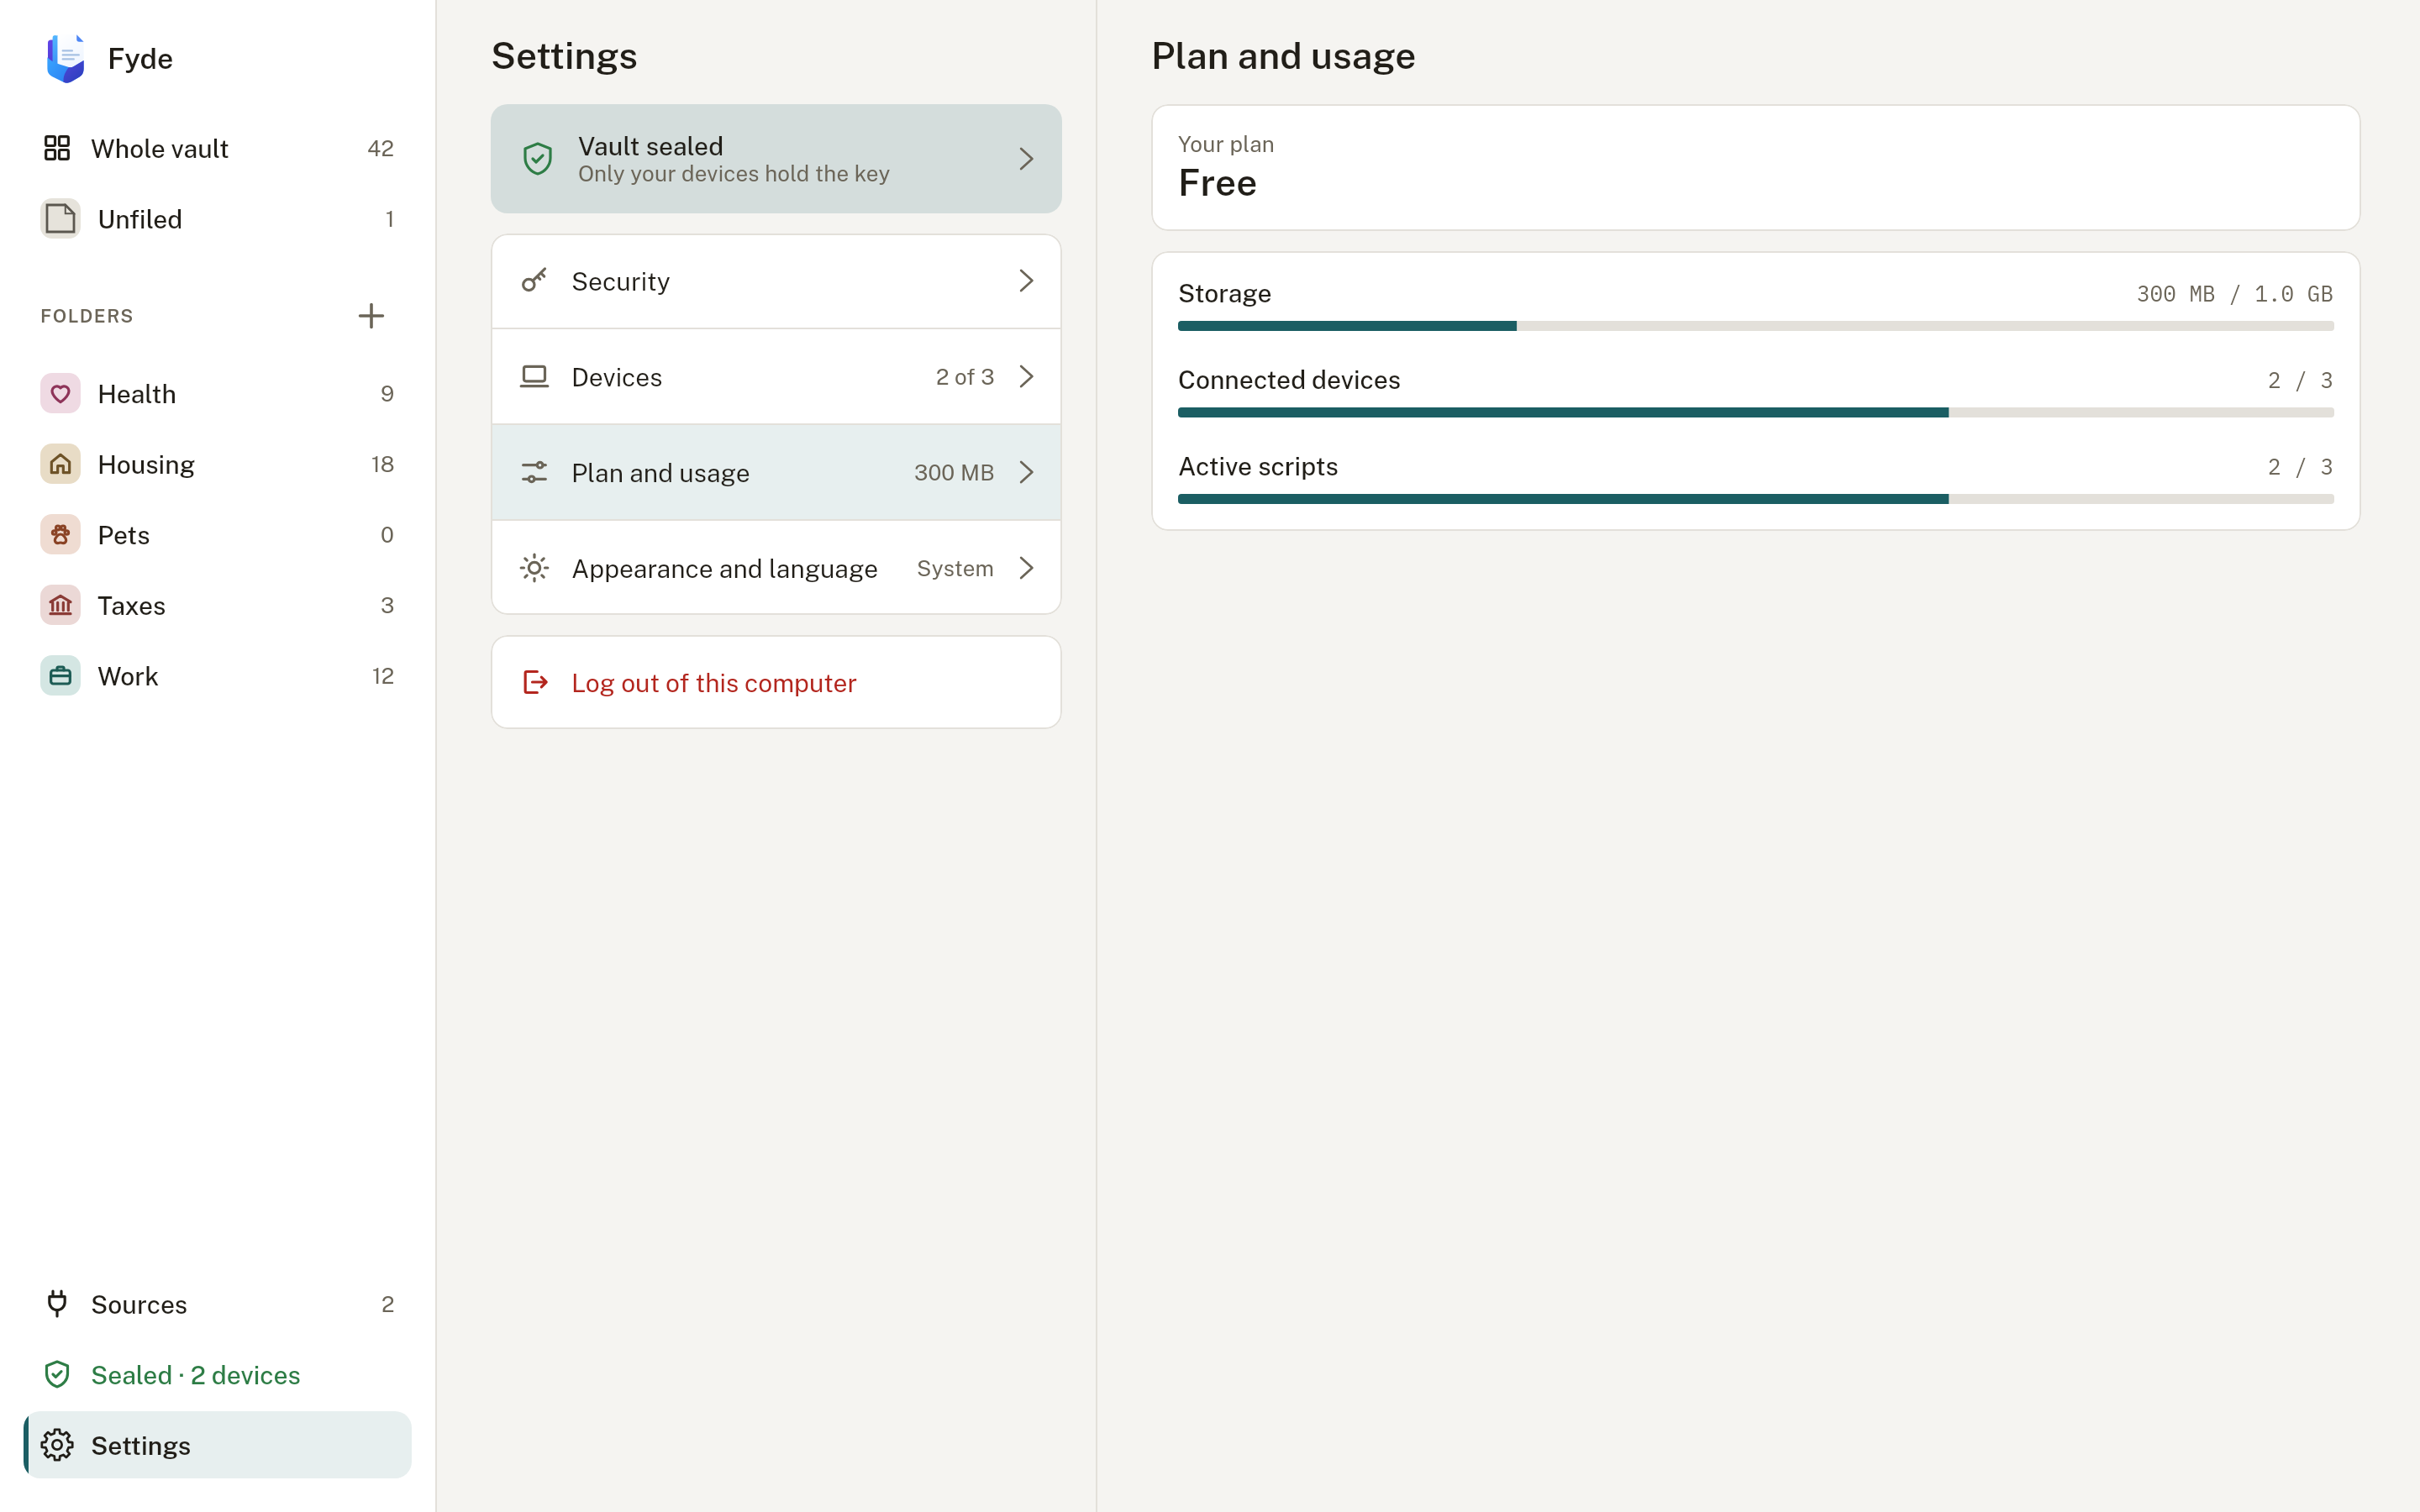 Fyde
Whole vault 42
Unfiled 1
FOLDERS
Health 9
Housing 18
Pets 0
Taxes 3
Work 12
Sources 2
Sealed · 2 devices
Settings
Settings
Vault sealed
Only your devices hold the key
Security
Devices 2 of 3
Plan and usage 300 MB
Appearance and language System
Log out of this computer
Plan and usage
Your plan
Free
Storage 300 MB / 1.0 GB
Connected devices 2 / 3
Active scripts 2 / 3